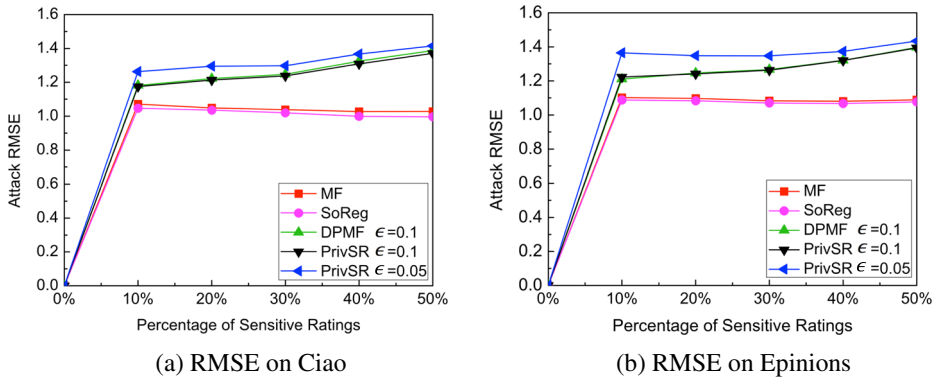 1.6
1.4
1.2
1.0
0.8
0.6
0.4
0.2
0.0
Attack RMSE
MF
SoReg
DPMF ϵ=0.1
PrivSR ϵ=0.1
PrivSR ϵ=0.05
0% 10% 20% 30% 40% 50%
Percentage of Sensitive Ratings
(a) RMSE on Ciao
1.6
1.4
1.2
1.0
0.8
0.6
0.4
0.2
0.0
Attack RMSE
MF
SoReg
DPMF ϵ=0.1
PrivSR ϵ=0.1
PrivSR ϵ=0.05
0% 10% 20% 30% 40% 50%
Percentage of Sensitive Ratings
(b) RMSE on Epinions